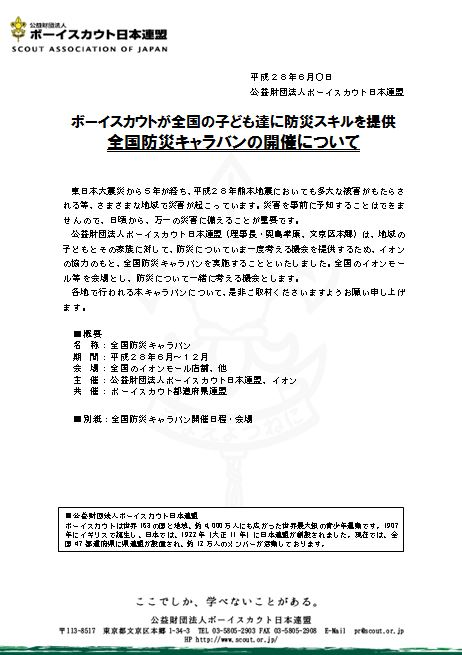 公益財団法人
ボーイスカウト日本連盟
SCOUT ASSOCIATION OF JAPAN
平成２８年６月〇日
公益財団法人ボーイスカウト日本連盟
ボーイスカウトが全国の子ども達に防災スキルを提供
全国防災キャラバンの開催について
東日本大震災から５年が経ち、平成２８年熊本地震においても多大な被害がもたらさ
れる等、さまざまな地域で災害が起こっています。災害を事前に予知することはできま
せんので、日頃から、万一の災害に備えることが重要です。
公益財団法人ボーイスカウト日本連盟（理事長・奥島孝康、文京区本郷）は、地域の
子どもとその家族に対して、防災についていま一度考える機会を提供するため、イオン
の協力のもと、全国防災キャラバンを実施することといたしました。全国のイオンモー
ル等を会場とし、防災について一緒に考える機会とします。
各地で行われる本キャラバンについて、是非ご取材くださいますようお願い申し上げ
ます。
■概要
名　称：全国防災キャラバン
期　間：平成２８年６月～１２月
会　場：全国のイオンモール店舗、他
主　催：公益財団法人ボーイスカウト日本連盟、イオン
共　催：ボーイスカウト都道府県連盟
■別紙：全国防災キャラバン開催日程・会場
■公益財団法人ボーイスカウト日本連盟
ボーイスカウトは世界163の国と地域、約4,000万人にも広がった世界最大級の青少年運動です。1907
年にイギリスで誕生し、日本では、1922年（大正11年）に日本連盟が創設されました。現在では、全
国47都道府県に県連盟が設置され、約12万人のメンバーが活動しております。
ここでしか、学べないことがある。
公益財団法人ボーイスカウト日本連盟
〒113-8517　東京都文京区本郷1-34-3　TEL 03-5805-2903 FAX 03-5805-2908　E-Mail　pr@scout.or.jp
HP http://www.scout.or.jp/